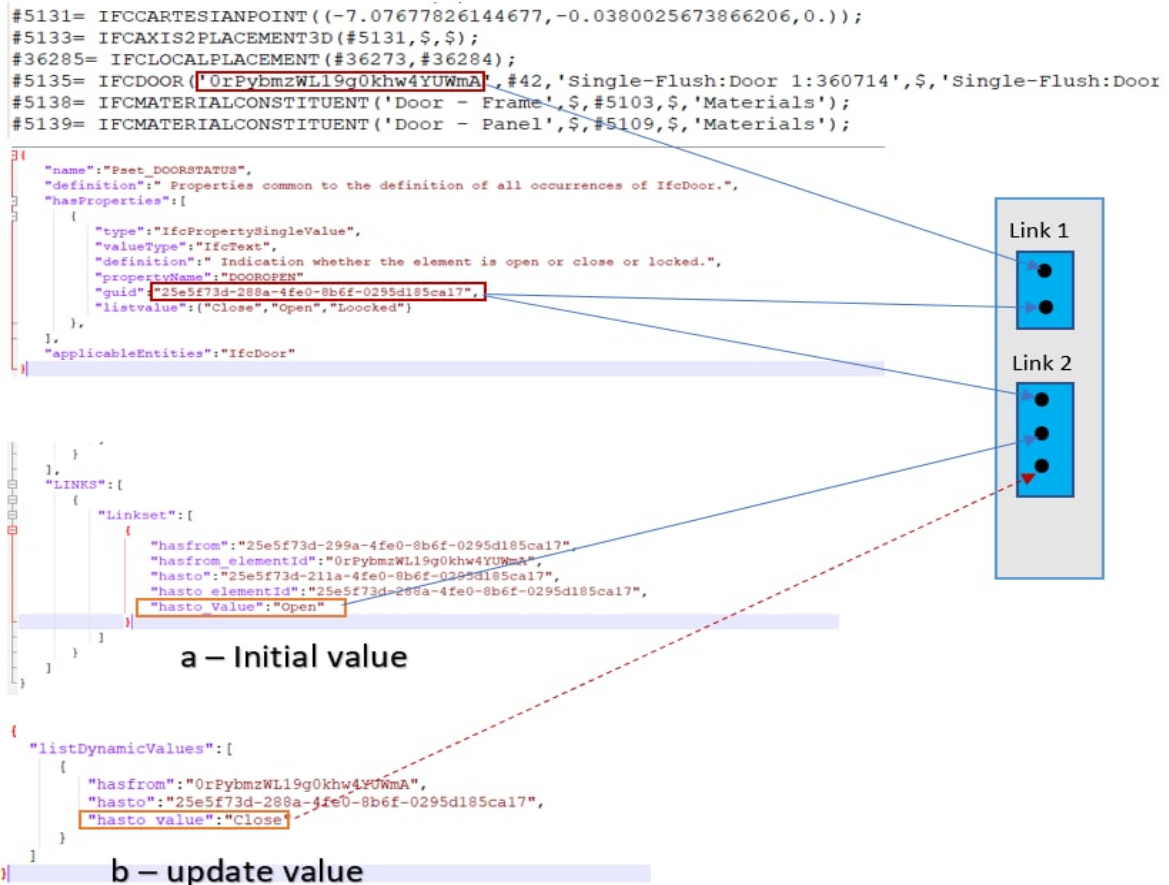 #5131= IFCCARTESIANPOINT((-7.07677826144677,-0.0380025673866206,0.));
#5133= IFCAXIS2PLACEMENT3D(#5131,$,$);
#36285= IFCLOCALPLACEMENT(#36273,#36284);
#5135= IFCDOOR('0rPybmzWL19g0khw4YUWmA',#42,'Single-Flush:Door 1:360714',$,'Single-Flush:Door
#5138= IFCMATERIALCONSTITUENT('Door - Frame',$,#5103,$,'Materials');
#5139= IFCMATERIALCONSTITUENT('Door - Panel',$,#5109,$,'Materials');
{
"name":"Pset_DOORSTATUS",
"definition":" Properties common to the definition of all occurrences of IfcDoor.",
"hasProperties":[
{
"type":"IfcPropertySingleValue",
"valueType":"IfcText",
"definition":" Indication whether the element is open or close or locked.",
"propertyName":"DOOROPEN"
"guid":"25e5f73d-288a-4fe0-8b6f-0295d185ca17",
"listvalue":{"Close","Open","Loocked"}
},
],
"applicableEntities":"IfcDoor"
}
Link 1
Link 2
}
],
"LINKS":[
{
"Linkset":[
{
"hasfrom":"25e5f73d-299a-4fe0-8b6f-0295d185ca17",
"hasfrom_elementId":"0rPybmzWL19g0khw4YUWmA",
"hasto":"25e5f73d-211a-4fe0-8b6f-0295d185ca17",
"hasto_elementId":"25e5f73d-288a-4fe0-8b6f-0295d185ca17",
"hasto_Value":"Open"
}
]
}
]
}
a – Initial value
{
"listDynamicValues":[
{
"hasfrom":"0rPybmzWL19g0khw4YUWmA",
"hasto":"25e5f73d-288a-4fe0-8b6f-0295d185ca17",
"hasto_value":"Close"
}
]
}
b – update value